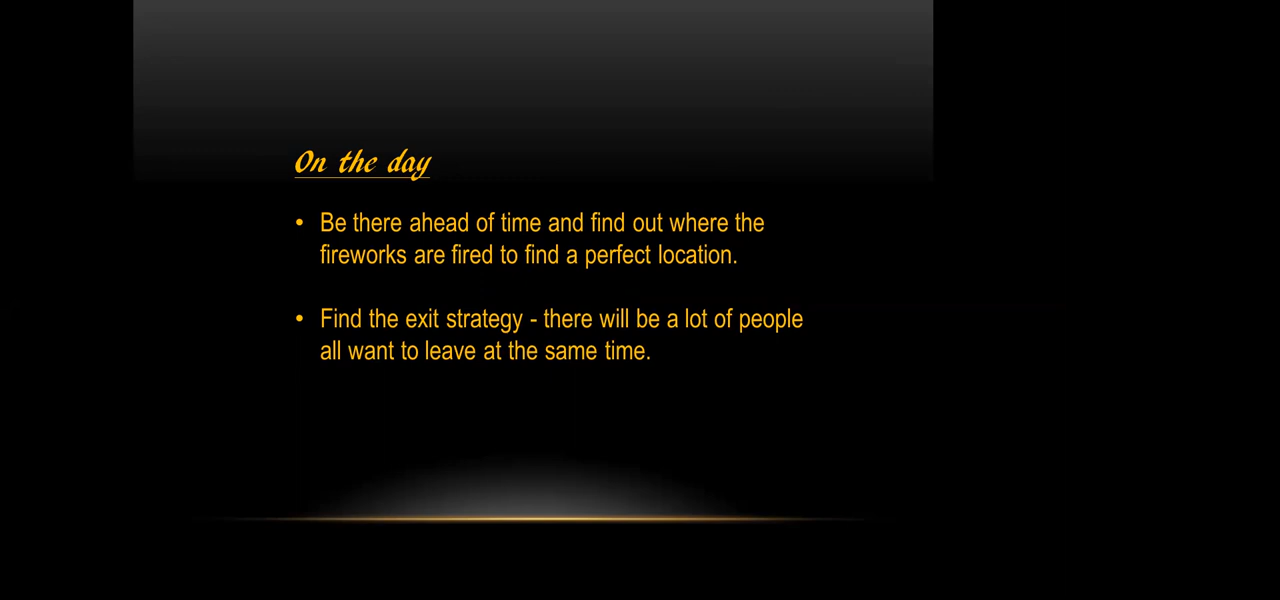 On the day
• Be there ahead of time and find out where the
fireworks are fired to find a perfect location.
• Find the exit strategy - there will be a lot of people
all want to leave at the same time.